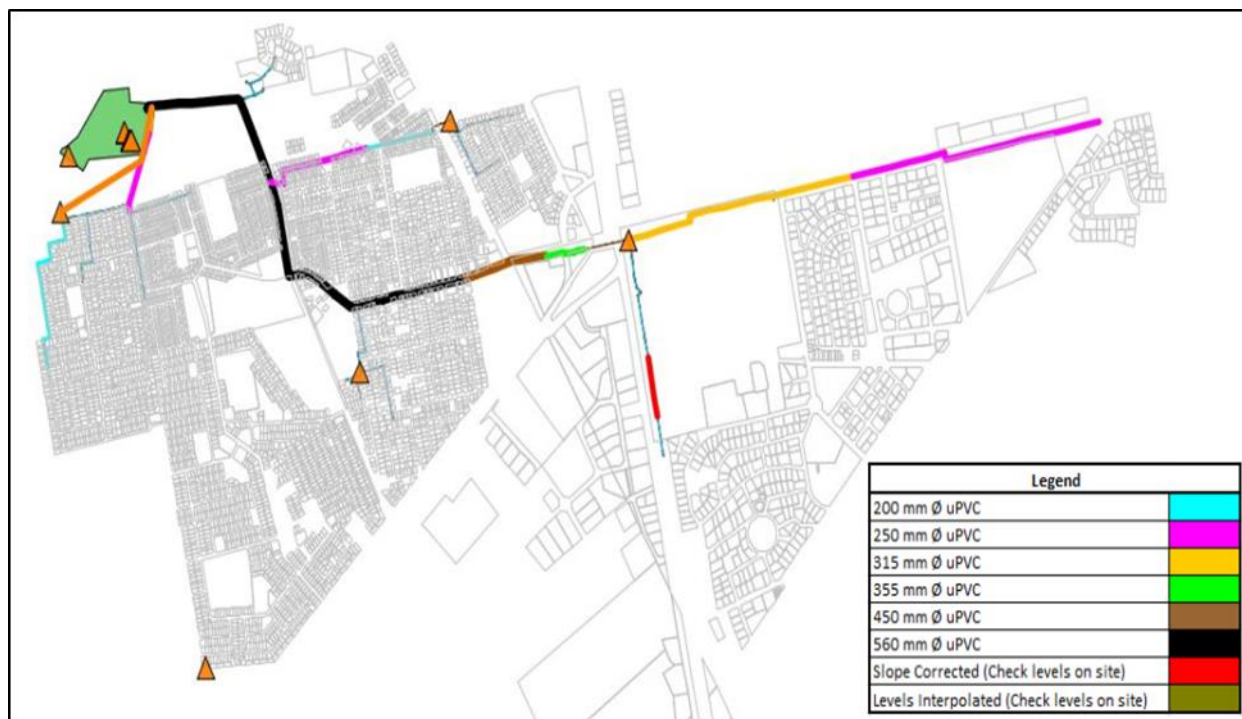 Legend
200 mm Ø uPVC
250 mm Ø uPVC
315 mm Ø uPVC
355 mm Ø uPVC
450 mm Ø uPVC
560 mm Ø uPVC
Slope Corrected (Check levels on site)
Levels Interpolated (Check levels on site)